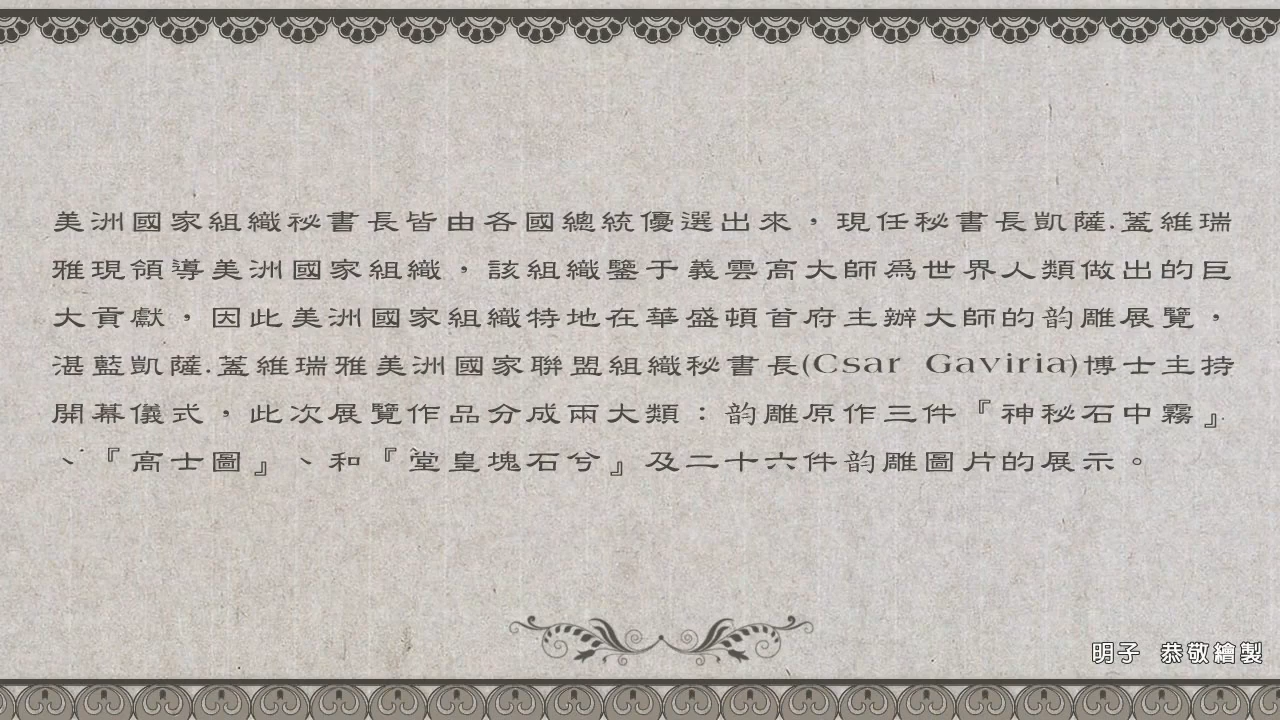 美洲國家組織秘書長皆由各國總統優選出來，現任秘書長凱薩.蓋維瑞
雅現領導美洲國家組織，該組織鑒于義雲高大師為世界人類做出的巨
大貢獻，因此美洲國家組織特地在華盛頓首府主辦大師的韵雕展覽，
湛藍凱薩.蓋維瑞雅美洲國家聯盟組織秘書長(Csar Gaviria)博士主持
開幕儀式，此次展覽作品分成兩大類：韵雕原作三件『神秘石中霧』
、『高士圖』、和『堂皇塊石兮』及二十六件韵雕圖片的展示。
明子 恭敬繪製